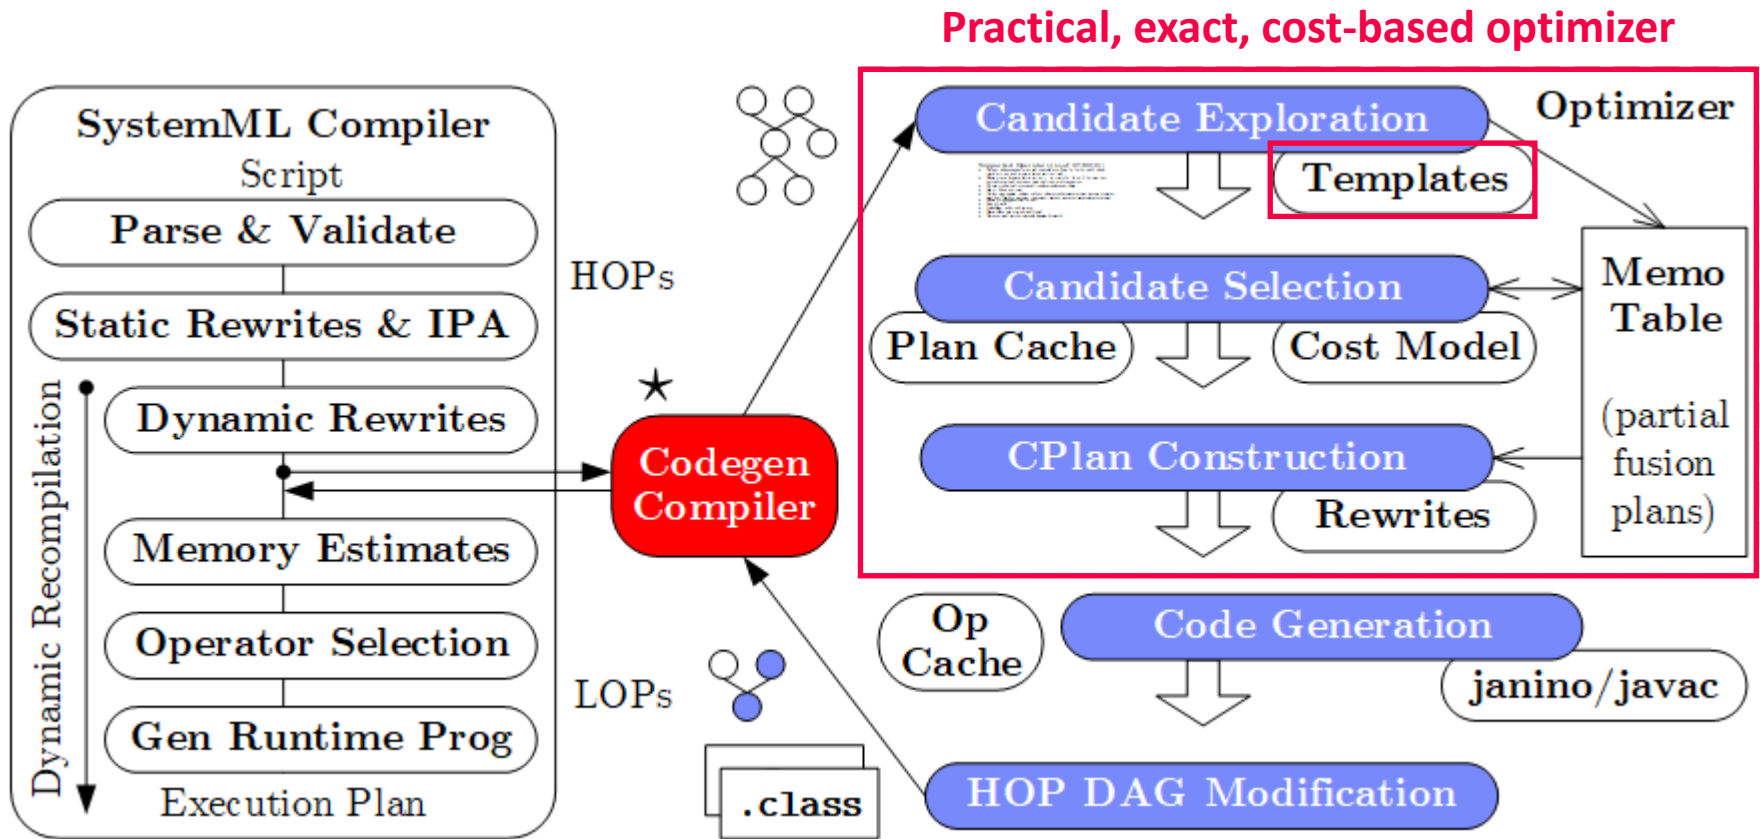 Practical, exact, cost-based optimizer
SystemML Compiler
Script
Parse & Validate
Static Rewrites & IPA
Dynamic Rewrites
Memory Estimates
Operator Selection
Gen Runtime Prog
Execution Plan
Dynamic Recompilation
HOPs
Codegen
Compiler
LOPs
.class
Optimizer
Candidate Exploration
Templates
Candidate Selection
Plan Cache
Cost Model
Memo
Table
(partial
fusion
plans)
CPlan Construction
Rewrites
Op
Cache
Code Generation
janino/javac
HOP DAG Modification